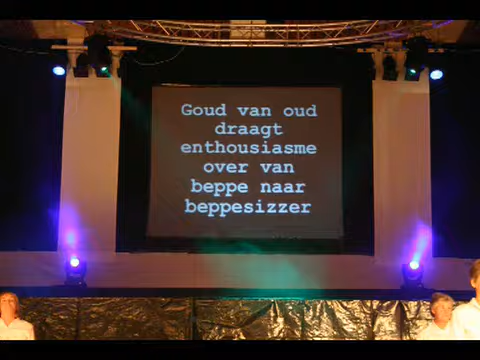 Goud van oud
draagt
enthousiasme
over van
beppe naar
beppesizzer